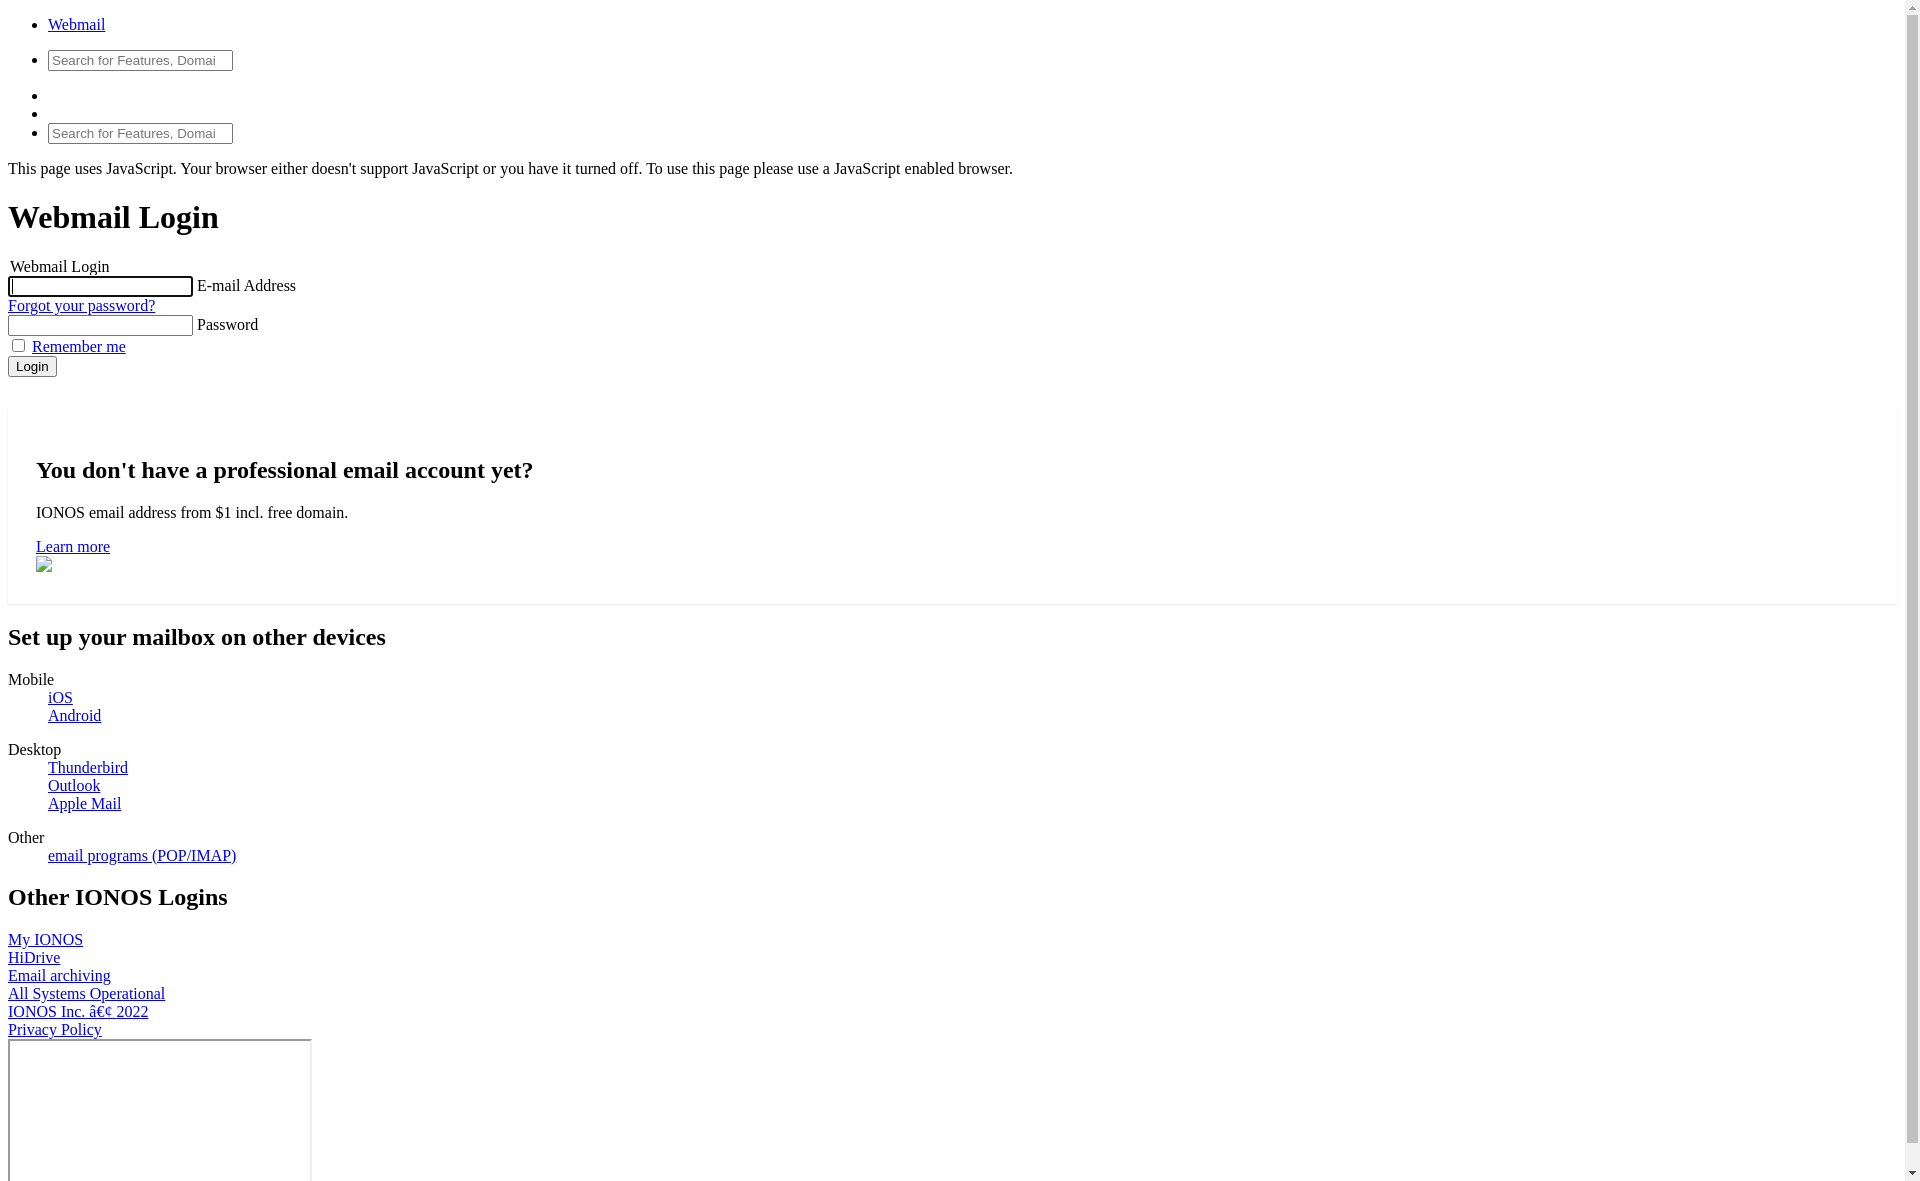 Webmail
Search for Features, Domai
Search for Features, Domai
This page uses JavaScript. Your browser either doesn't support JavaScript or you have it turned off. To use this page please use a JavaScript enabled browser.
Webmail Login
Webmail Login
E-mail Address
Forgot your password?
Password
Remember me
Login
You don't have a professional email account yet?
IONOS email address from $1 incl. free domain.
Learn more
Set up your mailbox on other devices
Mobile
iOS
Android
Desktop
Thunderbird
Outlook
Apple Mail
Other
email programs (POP/IMAP)
Other IONOS Logins
My IONOS
HiDrive
Email archiving
All Systems Operational
IONOS Inc. â€¢ 2022
Privacy Policy